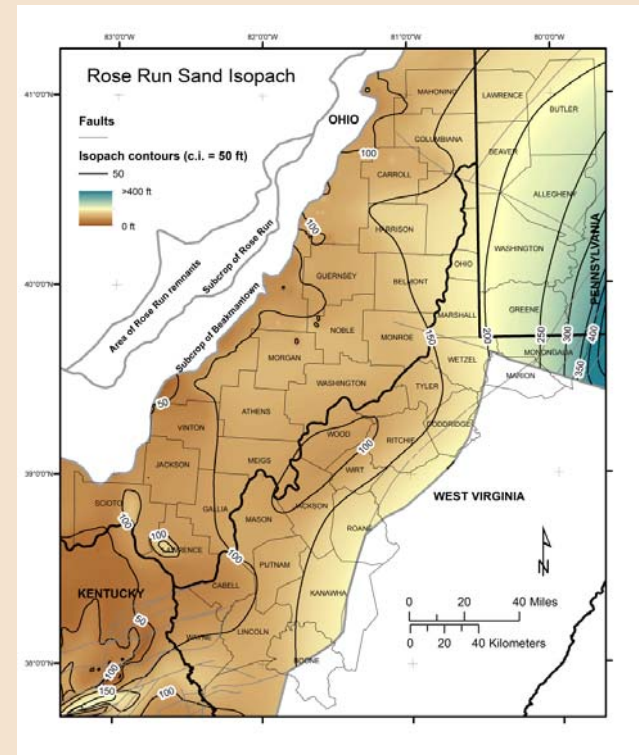 83°0'0"W
82°0'0"W
81°0'0"W
80°0'0"W
Rose Run Sand Isopach
41°0'0"N
40°0'0"N
39°0'0"N
38°0'0"N
Faults
Isopach contours (c.i. = 50 ft)
50
>400 ft
0 ft
Area of Rose Run remnants
Subcrop of Rose Run
Subcrop of Beekmantown
OHIO
PENNSYLVANIA
WEST VIRGINIA
KENTUCKY
MAHONING
LAWRENCE
BUTLER
COLUMBIANA
BEAVER
100
CARROLL
ALLEGHENY
100
HARRISON
WASHINGTON
OHIO
GUERNSEY
BELMONT
MARSHALL
GREENE
NOBLE
MONROE
150
200
250
300
400
350
MORGAN
WETZEL
MONONGALIA
MARION
WASHINGTON
TYLER
50
ATHENS
VINTON
WOOD
100
RITCHIE
DODDRIDGE
JACKSON
MEIGS
WIRT
SCIOTO
100
GALLIA
MASON
JACKSON
ROANE
100
LAWRENCE
100
PUTNAM
CABELL
KANAWHA
50
WAYNE
LINCOLN
BOONE
100
150
100
N
0 20 40 Miles
0 20 40 Kilometers